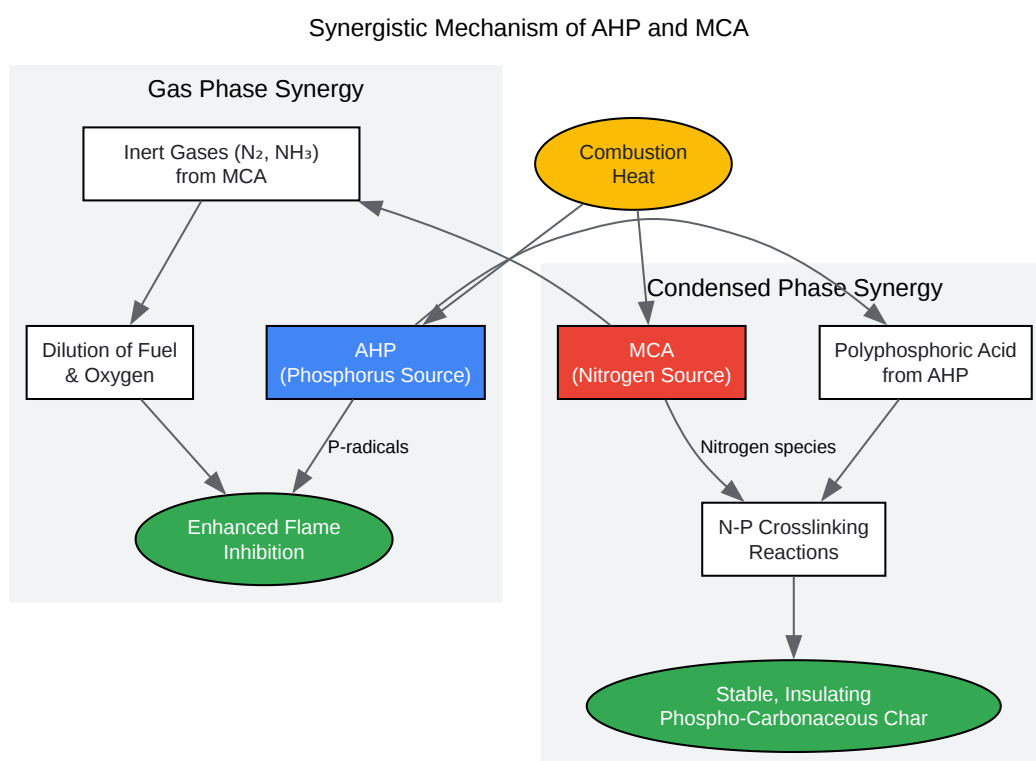 Synergistic Mechanism of AHP and MCA
Gas Phase Synergy
Inert Gases (N₂, NH₃)
from MCA
Combustion
Heat
Condensed Phase Synergy
Dilution of Fuel
& Oxygen
AHP
(Phosphorus Source)
MCA
(Nitrogen Source)
Polyphosphoric Acid
from AHP
P-radicals
Nitrogen species
Enhanced Flame
Inhibition
N-P Crosslinking
Reactions
Stable, Insulating
Phospho-Carbonaceous Char